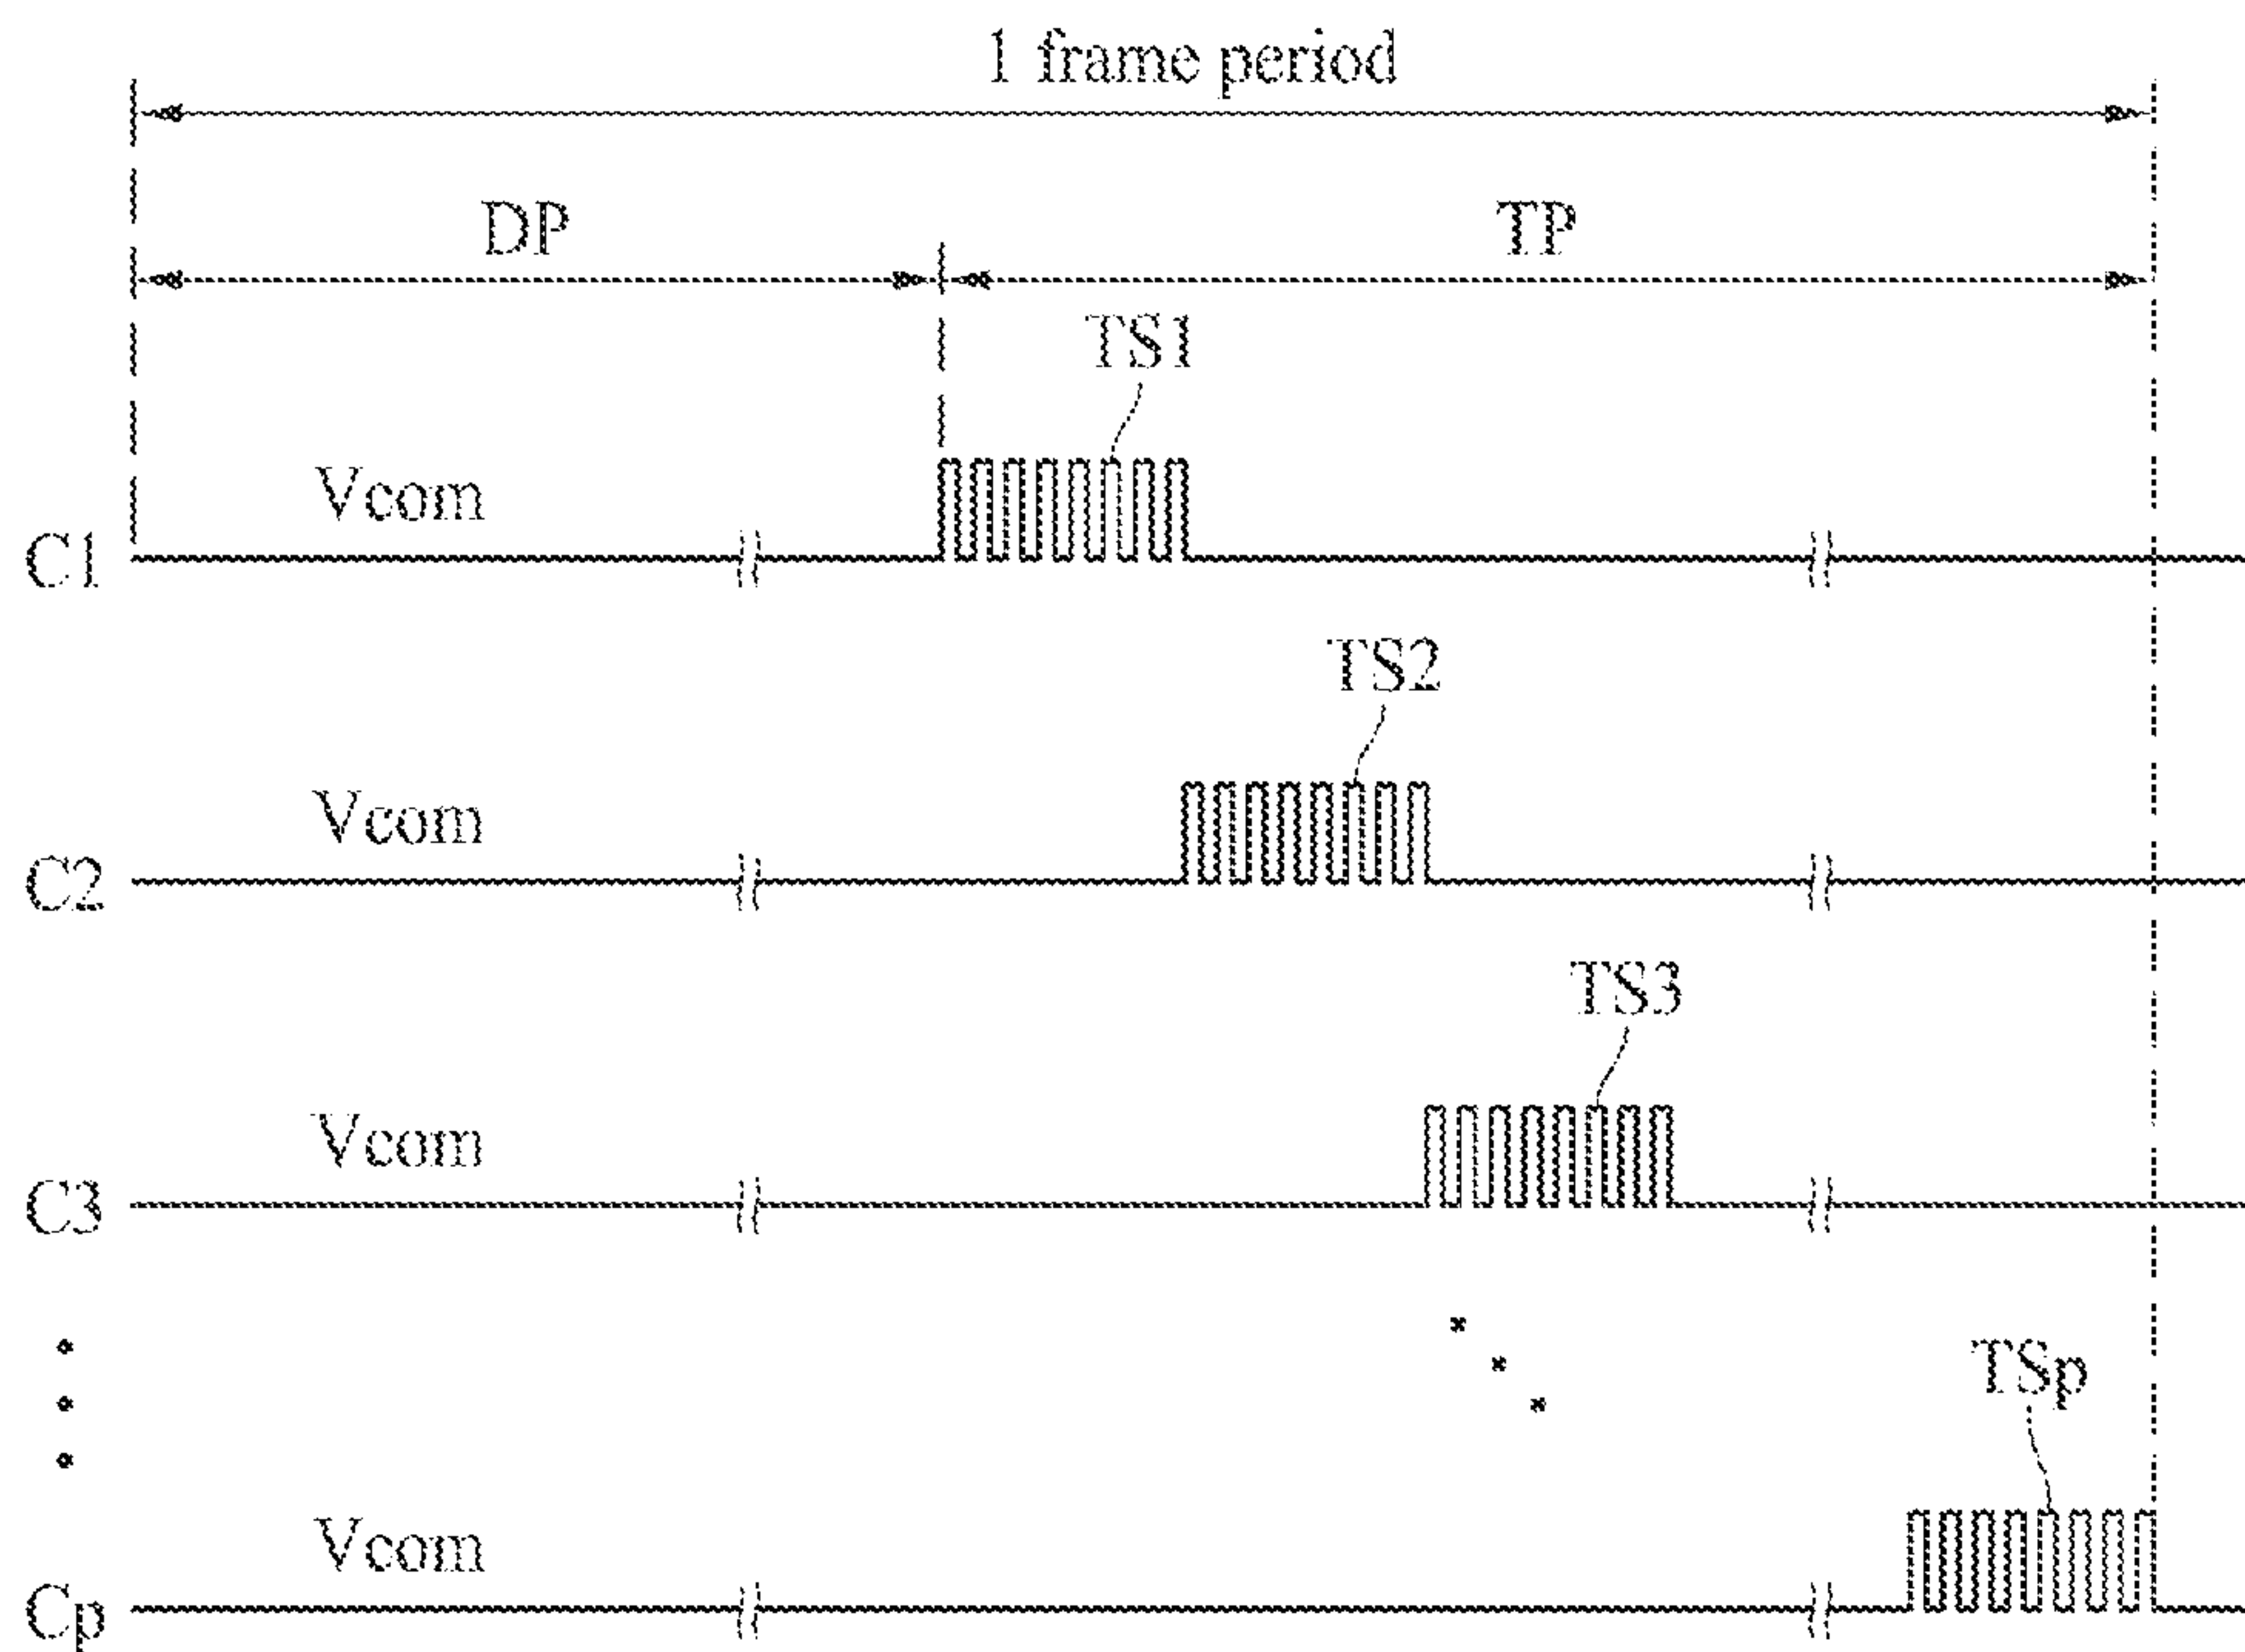 1 frame period
DP
TP
TS1
Vcom
C1
TS2
Vcom
C2
TS3
Vcom
C3
TSp
Vcom
Cp